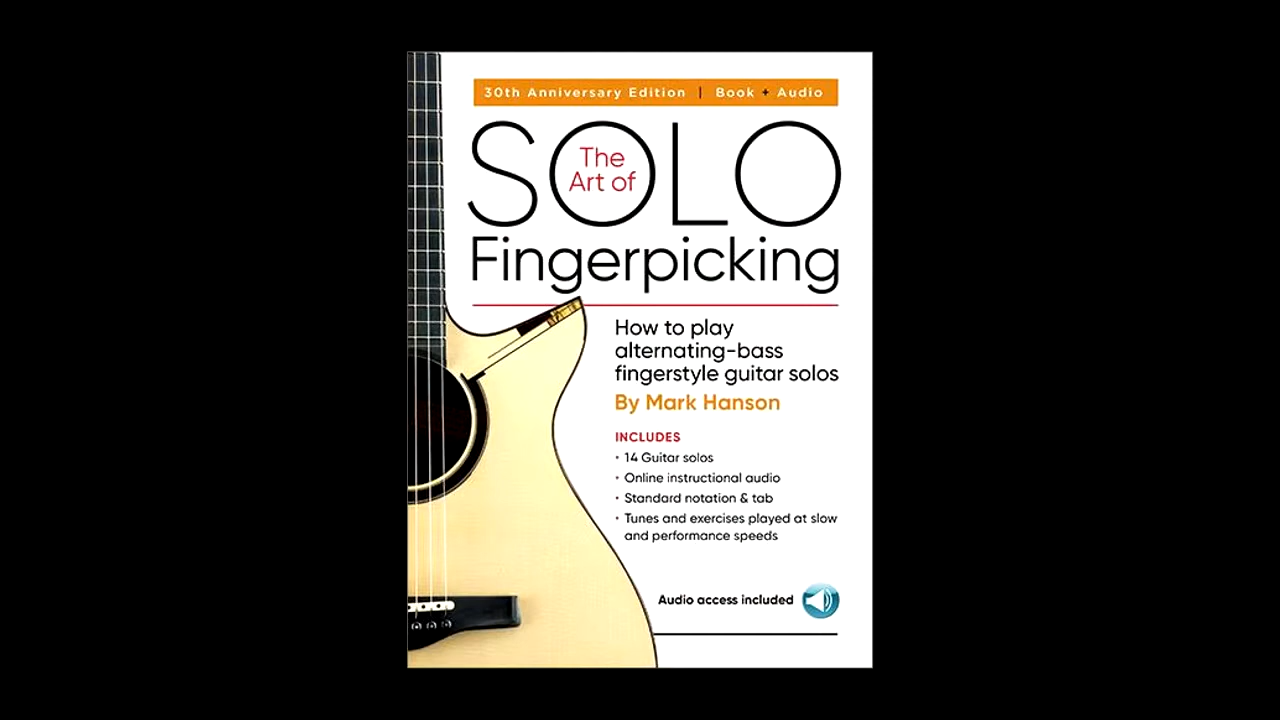 30th Anniversary Edition | Book + Audio
The
Art of
SOLO
Fingerpicking
How to play
alternating-bass
fingerstyle guitar solos
By Mark Hanson
INCLUDES
• 14 Guitar solos
• Online instructional audio
• Standard notation & tab
• Tunes and exercises played at slow
and performance speeds
Audio access included